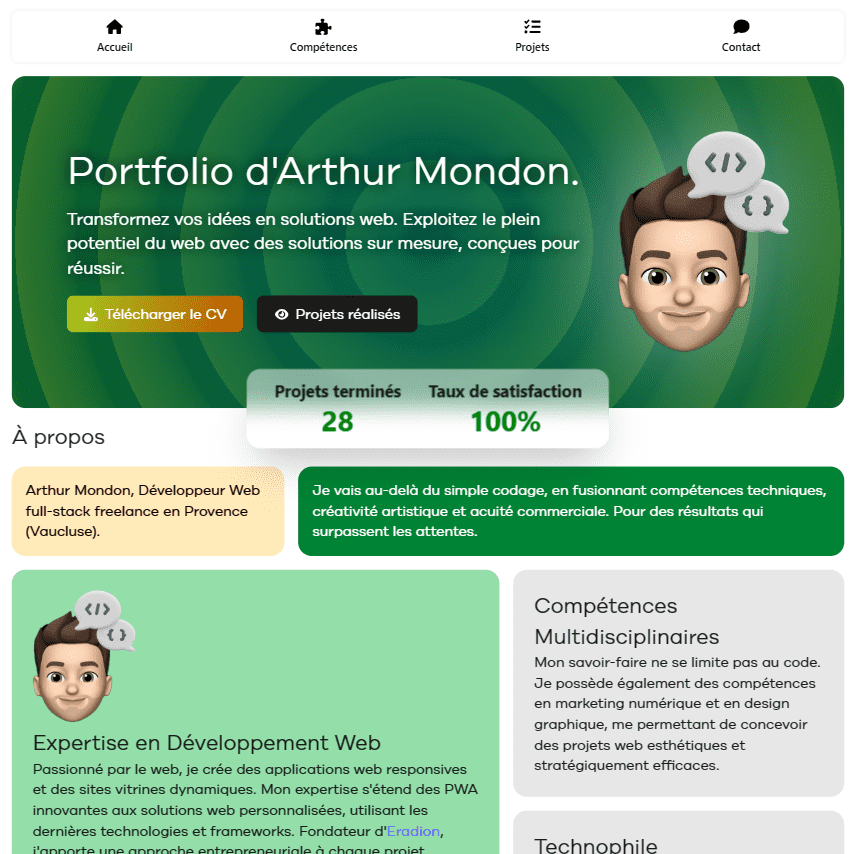 Accueil
Compétences
Projets
Contact
Portfolio d'Arthur Mondon.
Transformez vos idées en solutions web. Exploitez le plein
potentiel du web avec des solutions sur mesure, conçues pour
réussir.
Télécharger le CV
Projets réalisés
</>
{ }
Projets terminés
28
Taux de satisfaction
100%
À propos
Arthur Mondon, Développeur Web
full-stack freelance en Provence
(Vaucluse).
Je vais au-delà du simple codage, en fusionnant compétences techniques,
créativité artistique et acuité commerciale. Pour des résultats qui
surpassent les attentes.
</>
{ }
Expertise en Développement Web
Passionné par le web, je crée des applications web responsives
et des sites vitrines dynamiques. Mon expertise s'étend des PWA
innovantes aux solutions web personnalisées, utilisant les
dernières technologies et frameworks. Fondateur d'Eradion,
j'apporte une approche entrepreneuriale à chaque projet.
Compétences
Multidisciplinaires
Mon savoir-faire ne se limite pas au code.
Je possède également des compétences
en marketing numérique et en design
graphique, me permettant de concevoir
des projets web esthétiques et
stratégiquement efficaces.
Technophile